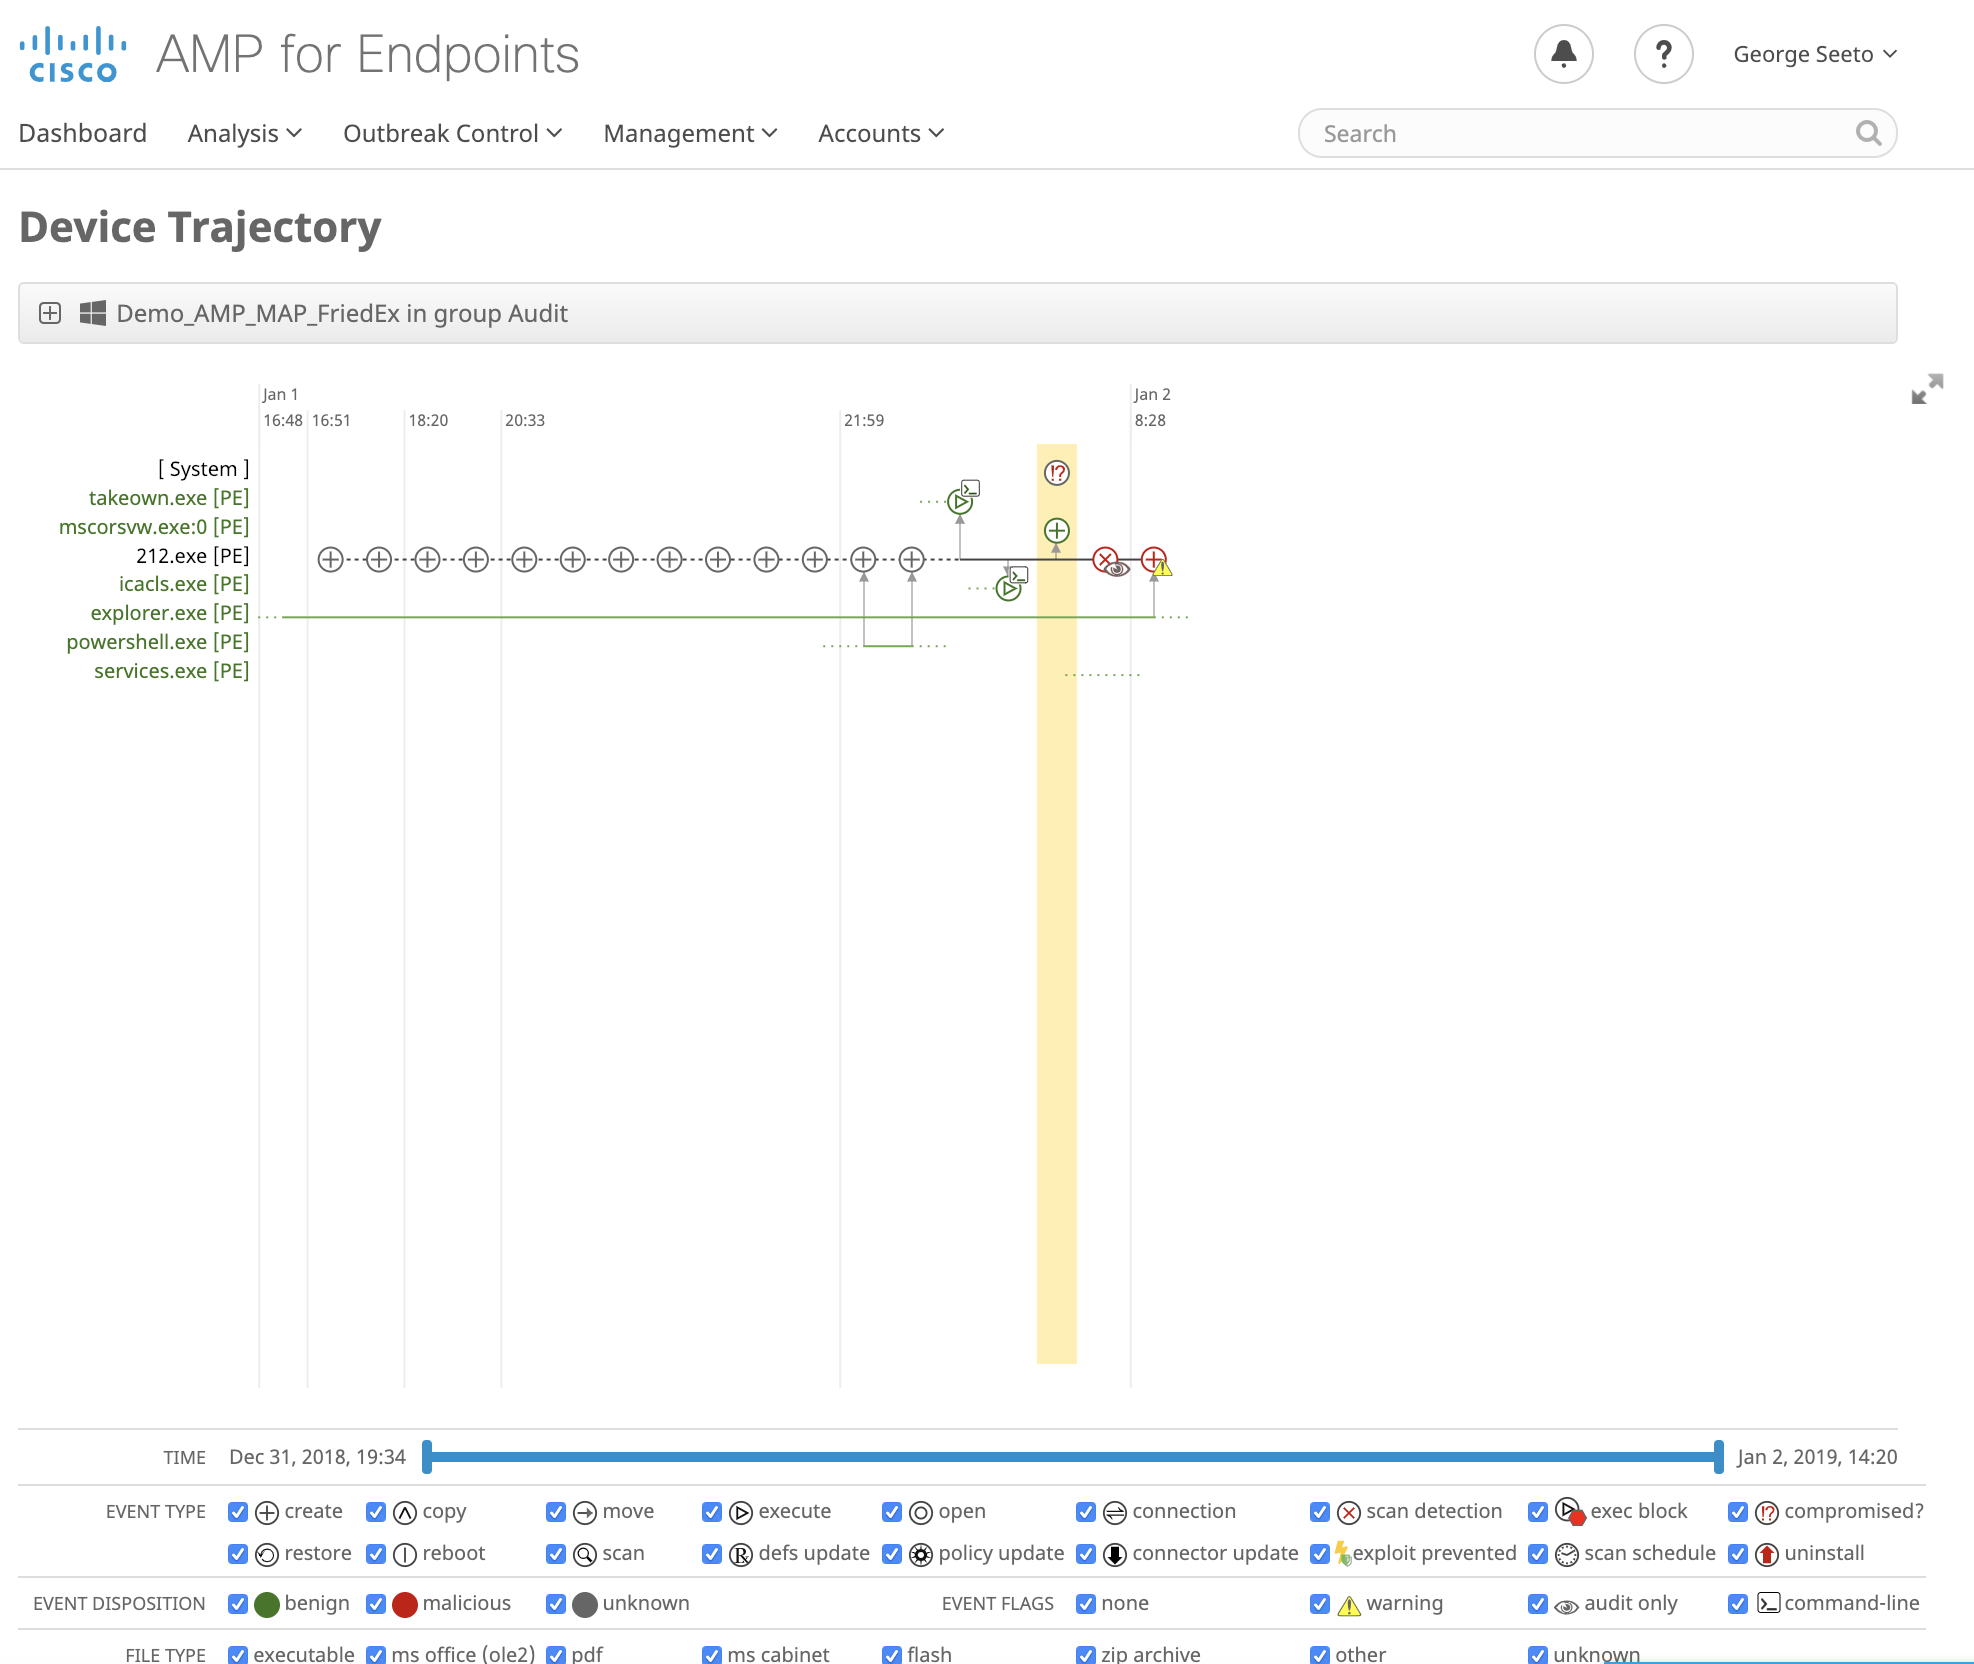 CISCO AMP for Endpoints
? George Seeto
Dashboard Analysis Outbreak Control Management Accounts Search
Device Trajectory
Demo_AMP_MAP_FriedEx in group Audit
Jan 1 Jan 2
16:48 16:51 18:20 20:33 21:59 8:28
[ System ] !?
takeown.exe [PE]
mscorsvw.exe:0 [PE]
212.exe [PE]
icacls.exe [PE]
explorer.exe [PE]
powershell.exe [PE]
services.exe [PE]
TIME Dec 31, 2018, 19:34 Jan 2, 2019, 14:20
EVENT TYPE create copy move execute open connection scan detection exec block compromised?
restore reboot scan defs update policy update connector update exploit prevented scan schedule uninstall
EVENT DISPOSITION benign malicious unknown EVENT FLAGS none warning audit only command-line
FILE TYPE executable ms office (ole2) pdf ms cabinet flash zip archive other unknown